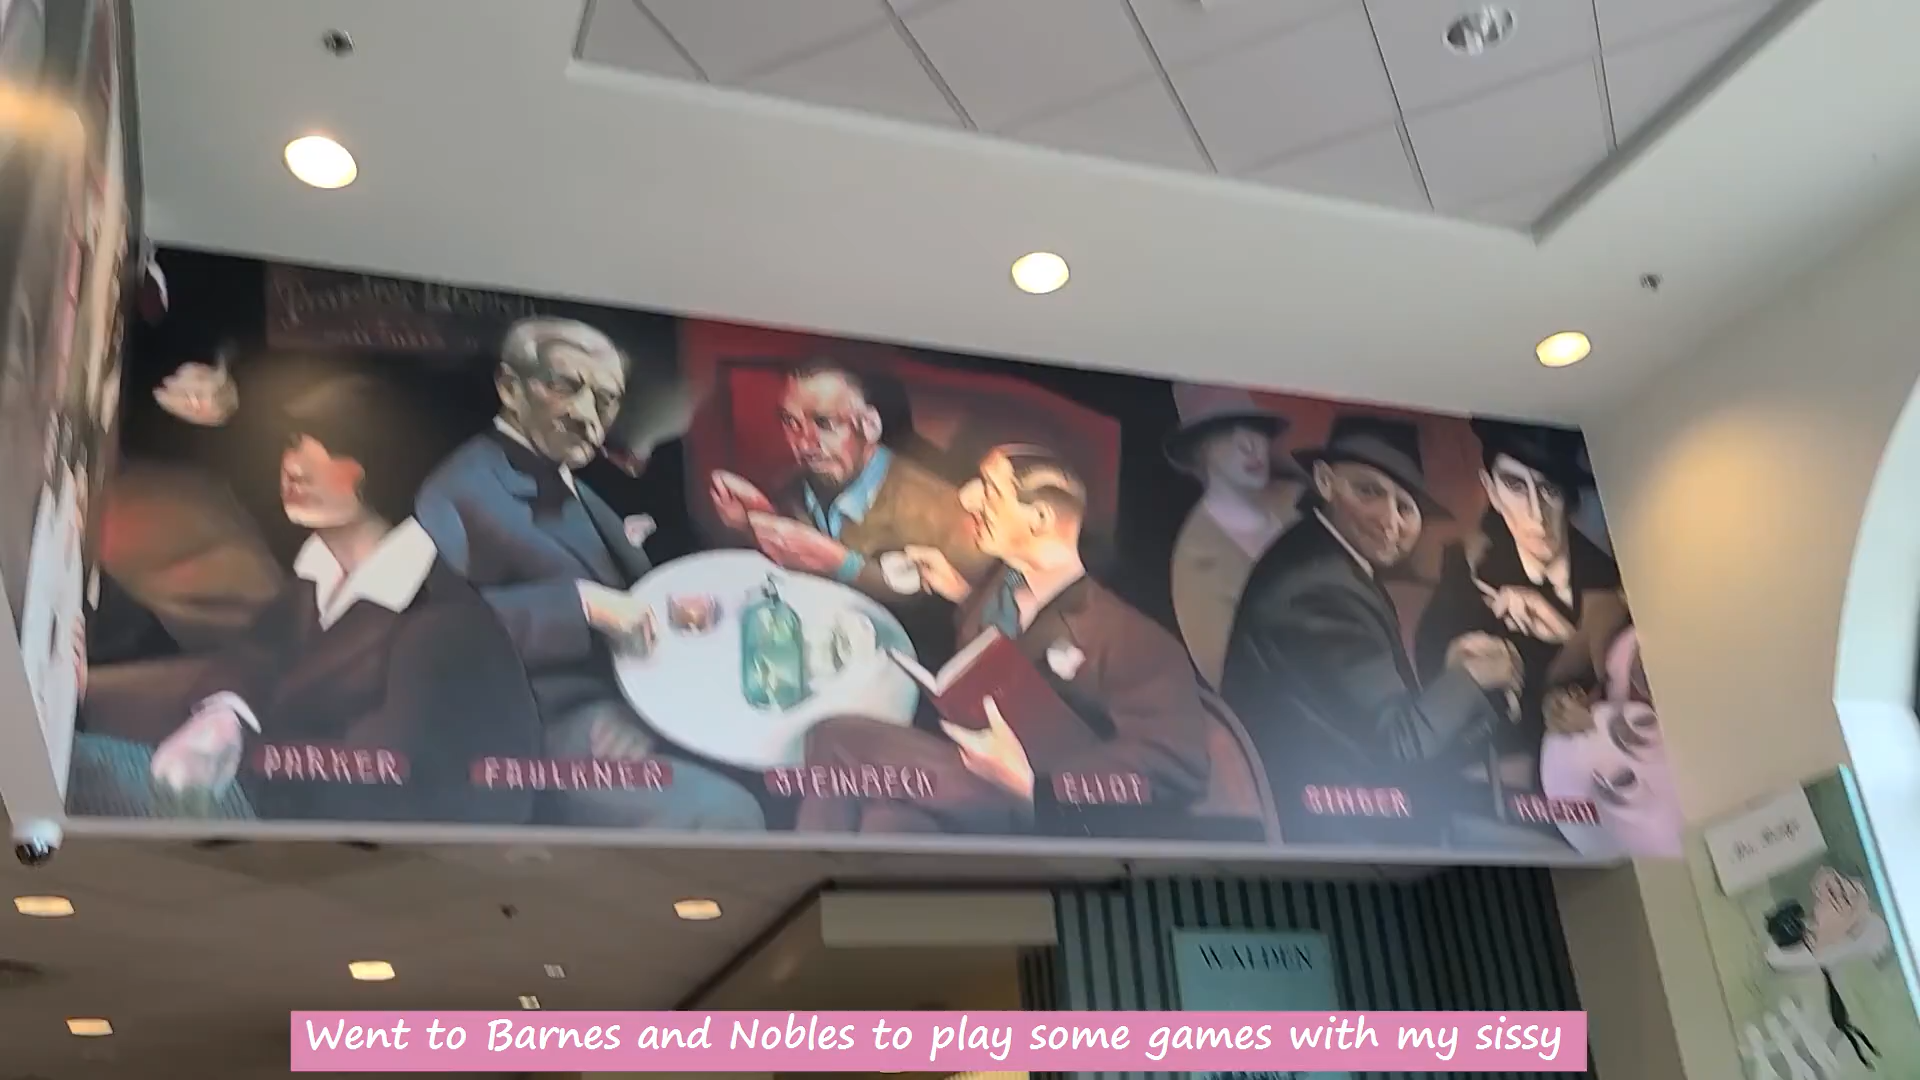 PARKER
FAULKNER
STEINBECK
ELIOT
SINGER
WALDEN
Went to Barnes and Nobles to play some games with my sissy